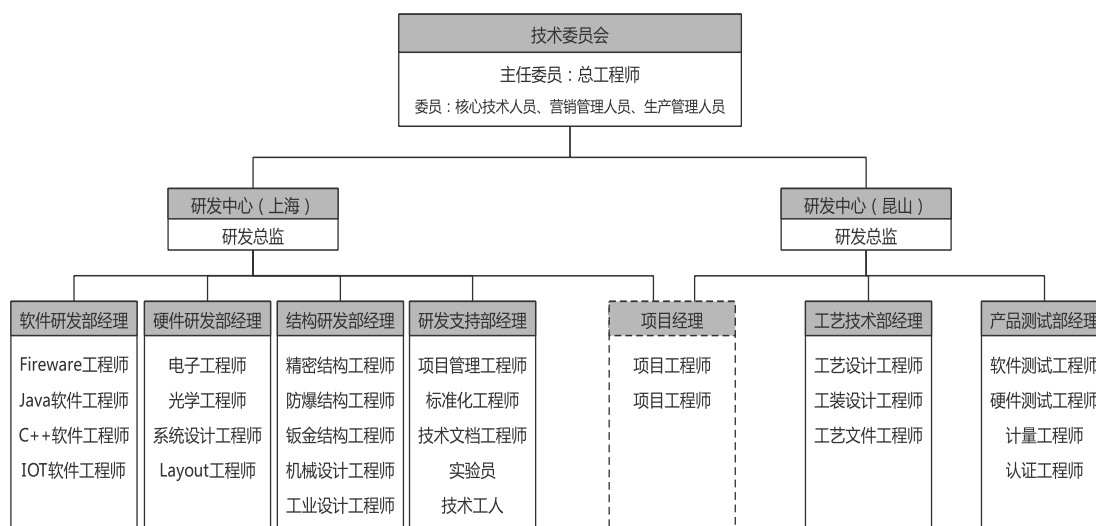 技术委员会
主任委员：总工程师
委员：核心技术人员、营销管理人员、生产管理人员
研发中心（上海）
研发总监
研发中心（昆山）
研发总监
软件研发部经理
Fireware工程师
Java软件工程师
C++软件工程师
IOT软件工程师
硬件研发部经理
电子工程师
光学工程师
系统设计工程师
Layout工程师
结构研发部经理
精密结构工程师
防爆结构工程师
钣金结构工程师
机械设计工程师
工业设计工程师
研发支持部经理
项目管理工程师
标准化工程师
技术文档工程师
实验员
技术工人
项目经理
项目工程师
项目工程师
工艺技术部经理
工艺设计工程师
工装设计工程师
工艺文件工程师
产品测试部经理
软件测试工程师
硬件测试工程师
计量工程师
认证工程师